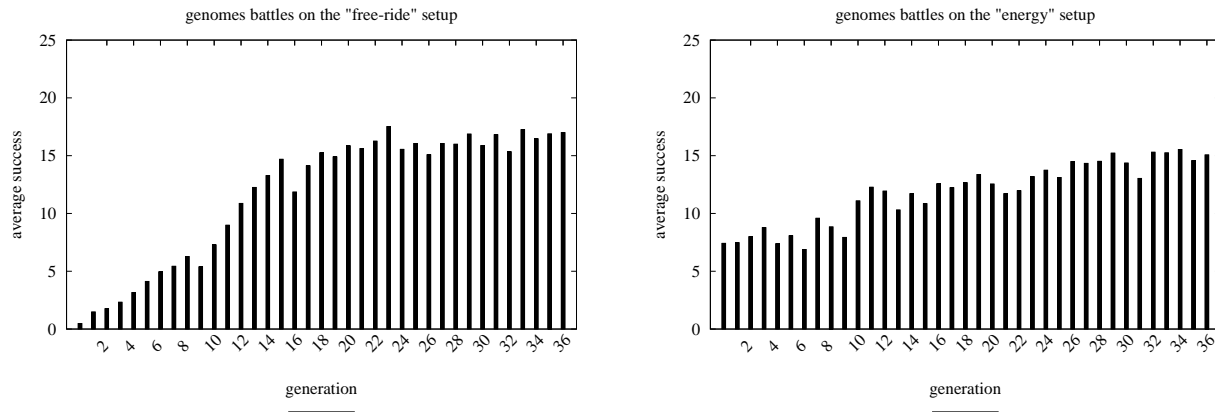 genomes battles on the "free-ride" setup
25
20
15
10
5
0
average success
2 4 6 8 10 12 14 16 18 20 22 24 26 28 30 32 34 36
generation
genomes battles on the "energy" setup
25
20
15
10
5
0
average success
2 4 6 8 10 12 14 16 18 20 22 24 26 28 30 32 34 36
generation